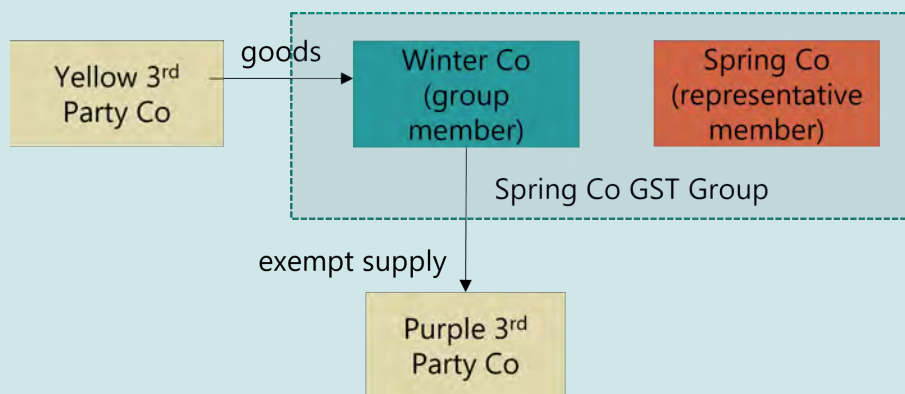 goods
Yellow 3rd
Party Co
Winter Co
(group
member)
Spring Co
(representative
member)
Spring Co GST Group
exempt supply
Purple 3rd
Party Co